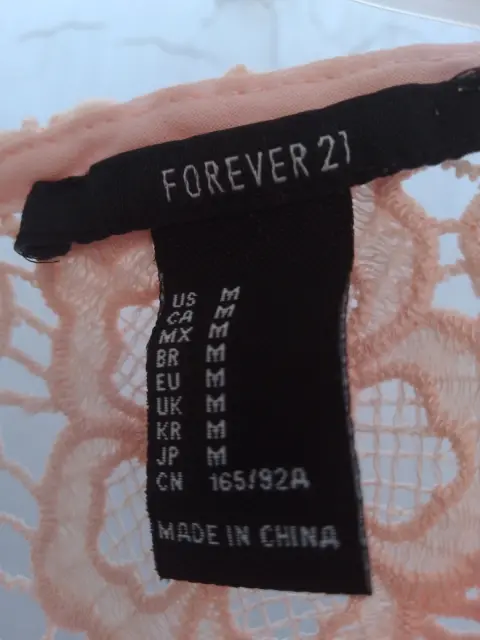 FOREVER 21
US M
CA M
MX M
BR M
EU M
UK M
KR M
JP M
CN 165/92A
MADE IN CHINA